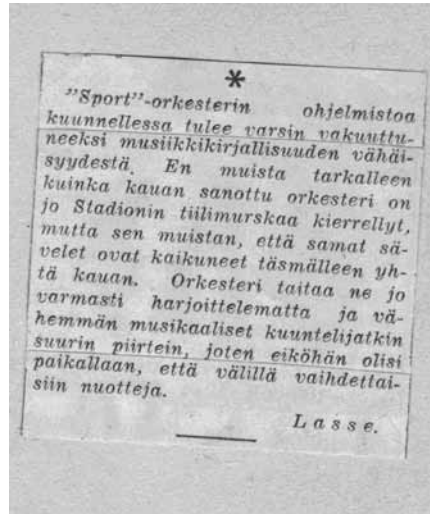 *
"Sport"-orkesterin ohjelmistoa
kuunnellessa tulee varsin vakuuttu-
neeksi musiikkikirjallisuuden vähäi-
syydestä. En muista tarkalleen
kuinka kauan sanottu orkesteri on
jo Stadionin tiilimurskaa kierrellyt,
mutta sen muistan, että samat sä-
velet ovat kaikuneet täsmälleen yh-
tä kauan. Orkesteri taitaa ne jo
varmasti harjoittelematta ja vä-
hemmän musikaaliset kuuntelijatkin
suurin piirtein, joten eiköhän olisi
paikallaan, että välillä vaihdettai-
siin nuotteja.
Lasse.